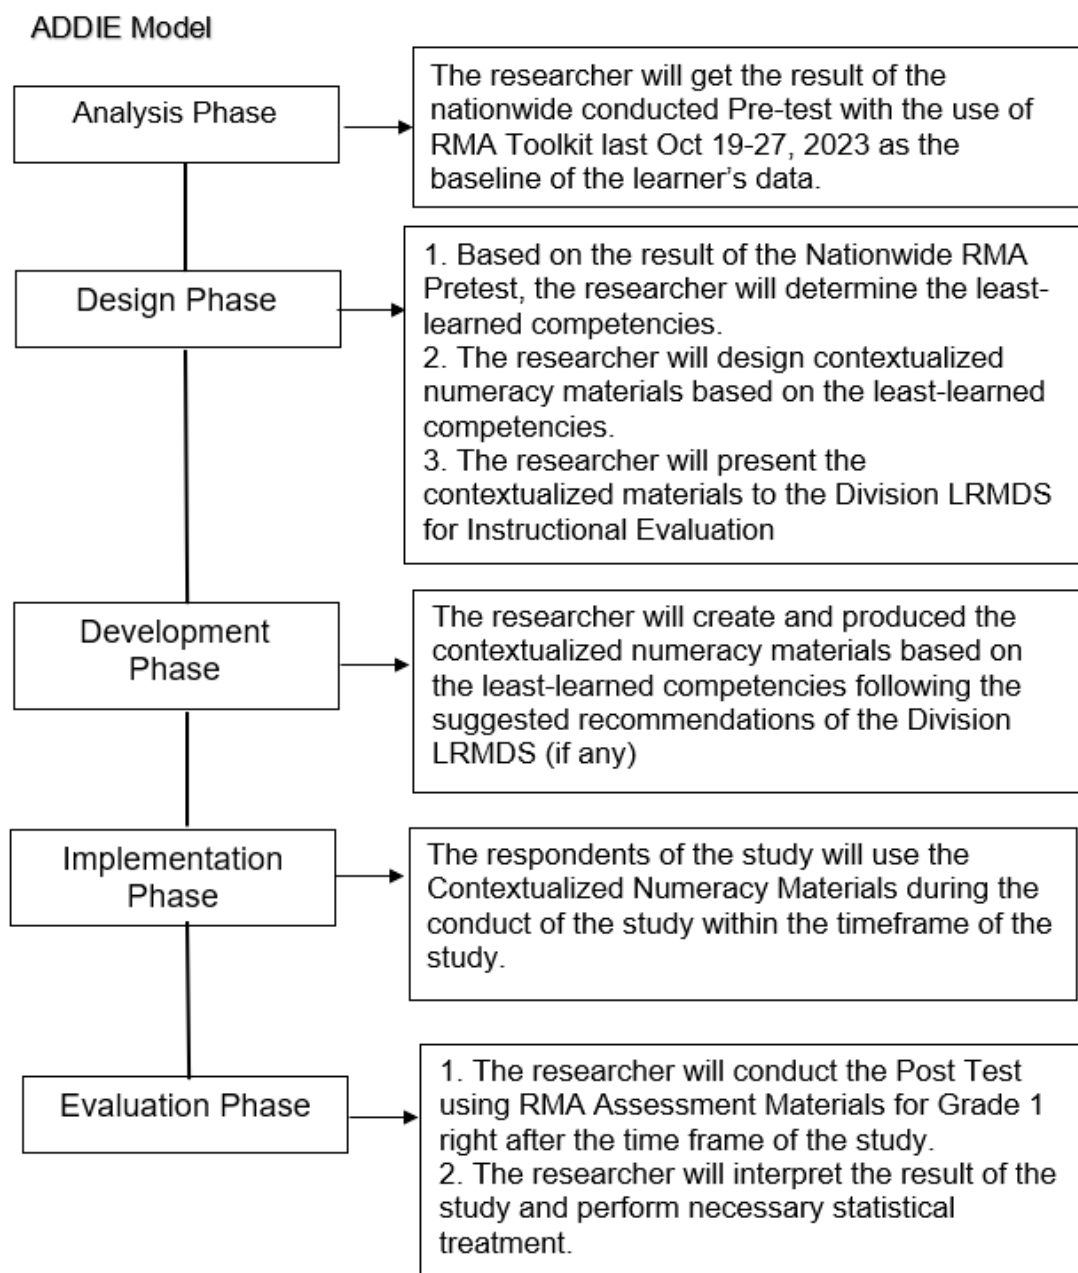 ADDIE Model
Analysis Phase
The researcher will get the result of the
nationwide conducted Pre-test with the use of
RMA Toolkit last Oct 19-27, 2023 as the
baseline of the learner’s data.
Design Phase
1. Based on the result of the Nationwide RMA
Pretest, the researcher will determine the least-
learned competencies.
2. The researcher will design contextualized
numeracy materials based on the least-learned
competencies.
3. The researcher will present the
contextualized materials to the Division LRMDS
for Instructional Evaluation
Development
Phase
The researcher will create and produced the
contextualized numeracy materials based on
the least-learned competencies following the
suggested recommendations of the Division
LRMDS (if any)
Implementation
Phase
The respondents of the study will use the
Contextualized Numeracy Materials during the
conduct of the study within the timeframe of the
study.
Evaluation Phase
1. The researcher will conduct the Post Test
using RMA Assessment Materials for Grade 1
right after the time frame of the study.
2. The researcher will interpret the result of the
study and perform necessary statistical
treatment.